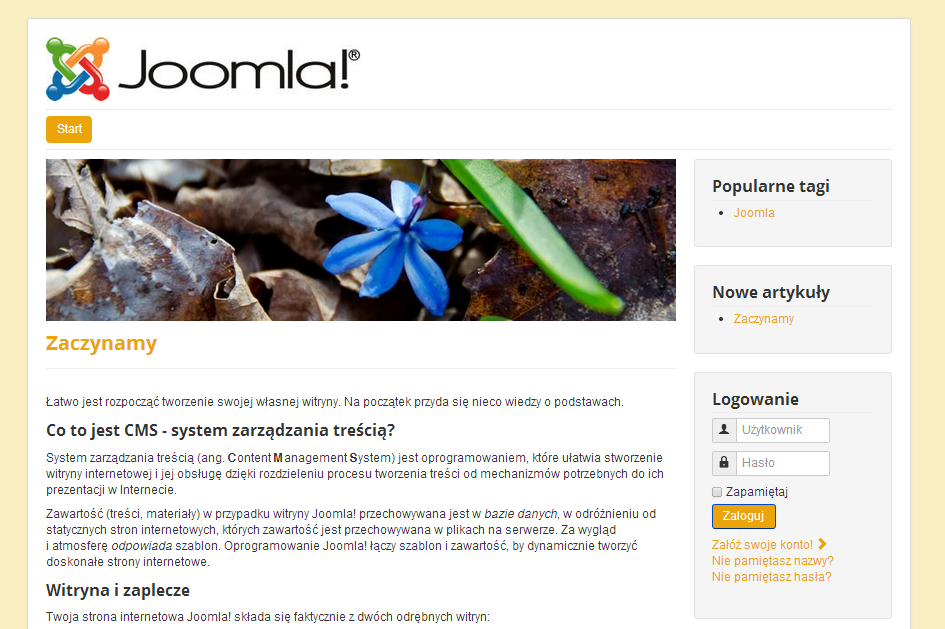 Joomla!®
Start
Zaczynamy
Łatwo jest rozpocząć tworzenie swojej własnej witryny. Na początek przyda się nieco wiedzy o podstawach.
Co to jest CMS - system zarządzania treścią?
System zarządzania treścią (ang. Content Management System) jest oprogramowaniem, które ułatwia stworzenie
witryny internetowej i jej obsługę dzięki rozdzieleniu procesu tworzenia treści od mechanizmów potrzebnych do ich
prezentacji w Internecie.
Zawartość (treści, materiały) w przypadku witryny Joomla! przechowywana jest w bazie danych, w odróżnieniu od
statycznych stron internetowych, których zawartość jest przechowywana w plikach na serwerze. Za wygląd
i atmosferę odpowiada szablon. Oprogramowanie Joomla! łączy szablon i zawartość, by dynamicznie tworzyć
doskonałe strony internetowe.
Witryna i zaplecze
Twoja strona internetowa Joomla! składa się faktycznie z dwóch odrębnych witryn:
Popularne tagi
Joomla
Nowe artykuły
Zaczynamy
Logowanie
Użytkownik
Hasło
Zapamiętaj
Zaloguj
Załóż swoje konto!
Nie pamiętasz nazwy?
Nie pamiętasz hasła?